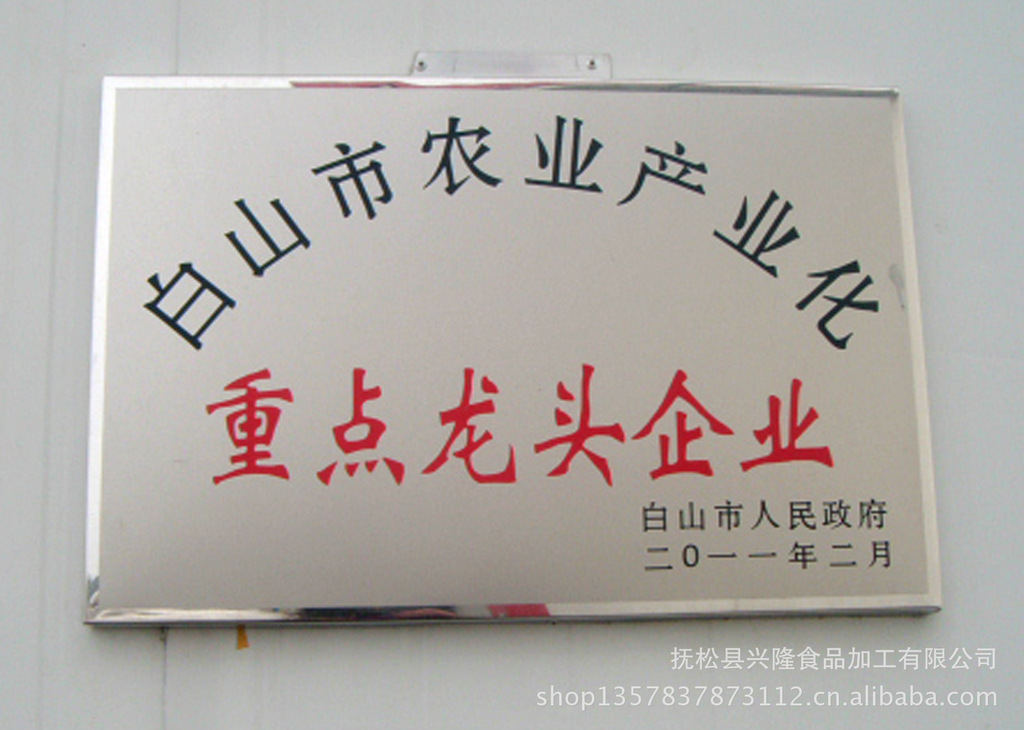 白山市农业产业化
重点龙头企业
白山市人民政府
二0一一年二月
抚松县兴隆食品加工有限公司
shop1357837873112.cn.alibaba.com